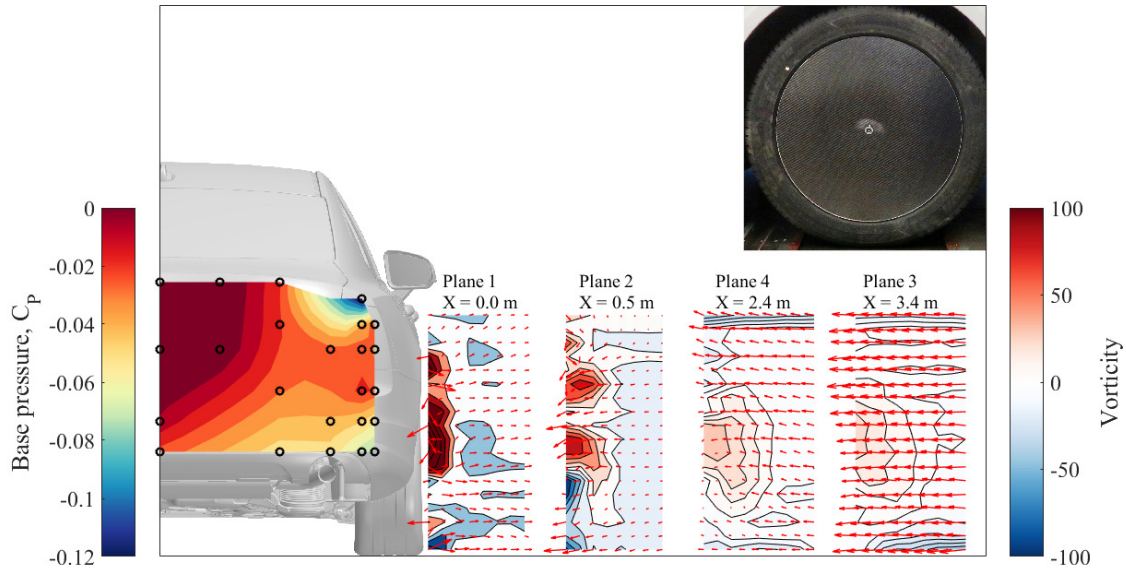 Base pressure, C_P
0
-0.02
-0.04
-0.06
-0.08
-0.1
-0.12
Plane 1
X = 0.0 m
Plane 2
X = 0.5 m
Plane 4
X = 2.4 m
Plane 3
X = 3.4 m
100
50
0
-50
-100
Vorticity